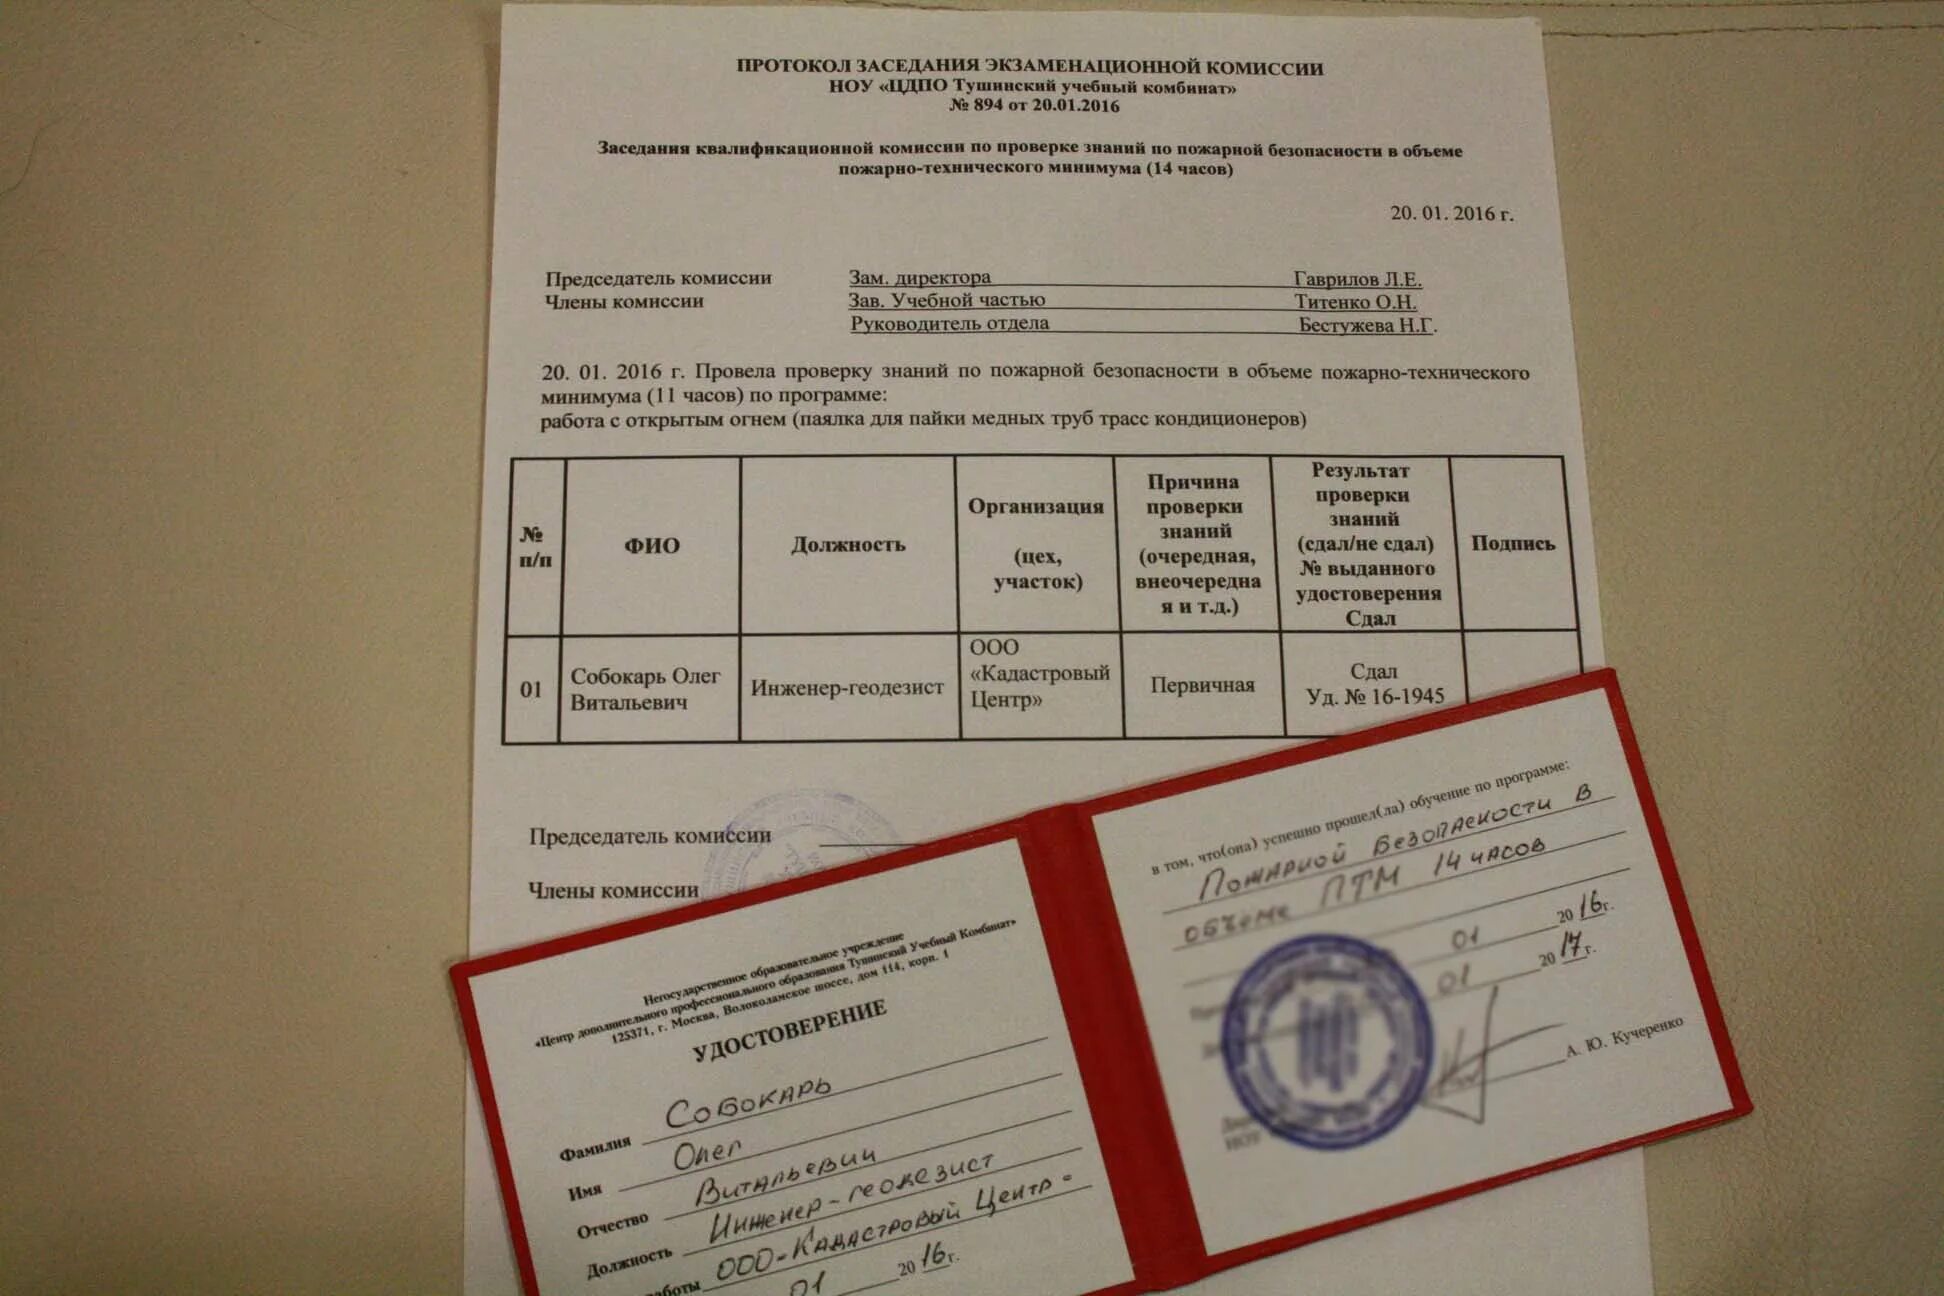 ПРОТОКОЛ ЗАСЕДАНИЯ ЭКЗАМЕНАЦИОННОЙ КОМИССИИ
НОУ «ЦДПО Тушинский учебный комбинат»
№ 894 от 20.01.2016
Заседания квалификационной комиссии по проверке знаний по пожарной безопасности в объеме
пожарно-технического минимума (14 часов)
20. 01. 2016 г.
Председатель комиссии Зам. директора Гаврилов Л.Е.
Члены комиссии Зав. Учебной частью Титенко О.Н.
Руководитель отдела Бестужева Н.Г.
20. 01. 2016 г. Провела проверку знаний по пожарной безопасности в объеме пожарно-технического
минимума (11 часов) по программе:
работа с открытым огнем (паялка для пайки медных труб трасс кондиционеров)
№
п/п
ФИО
Должность
Организация
(цех,
участок)
Причина
проверки
знаний
(очередная,
внеочередна
я и т.д.)
Результат
проверки
знаний
(сдал/не сдал)
№ выданного
удостоверения
Сдал
Подпись
01
Собокарь Олег
Витальевич
Инженер-геодезист
ООО
«Кадастровый
Центр»
Первичная
Сдал
Уд. № 16-1945
Председатель комиссии
Члены комиссии
Негосударственное образовательное учреждение
«Центр дополнительного профессионального образования Тушинский Учебный Комбинат»
125371, г. Москва, Волоколамское шоссе, дом 114, корп. 1
УДОСТОВЕРЕНИЕ
Фамилия Собокарь
Имя Олег
Отчество Витальевич
Должность Инженер-геодезист
работы ООО-Кадастровый Центр-
01 2016г.
в том, что(она) успешно прошел(ла) обучение по программе:
Пожарной Безопасности в
объеме ПТМ 14 часов
01 2016г.
01 2017г.
А. Ю. Кучеренко
НОУ